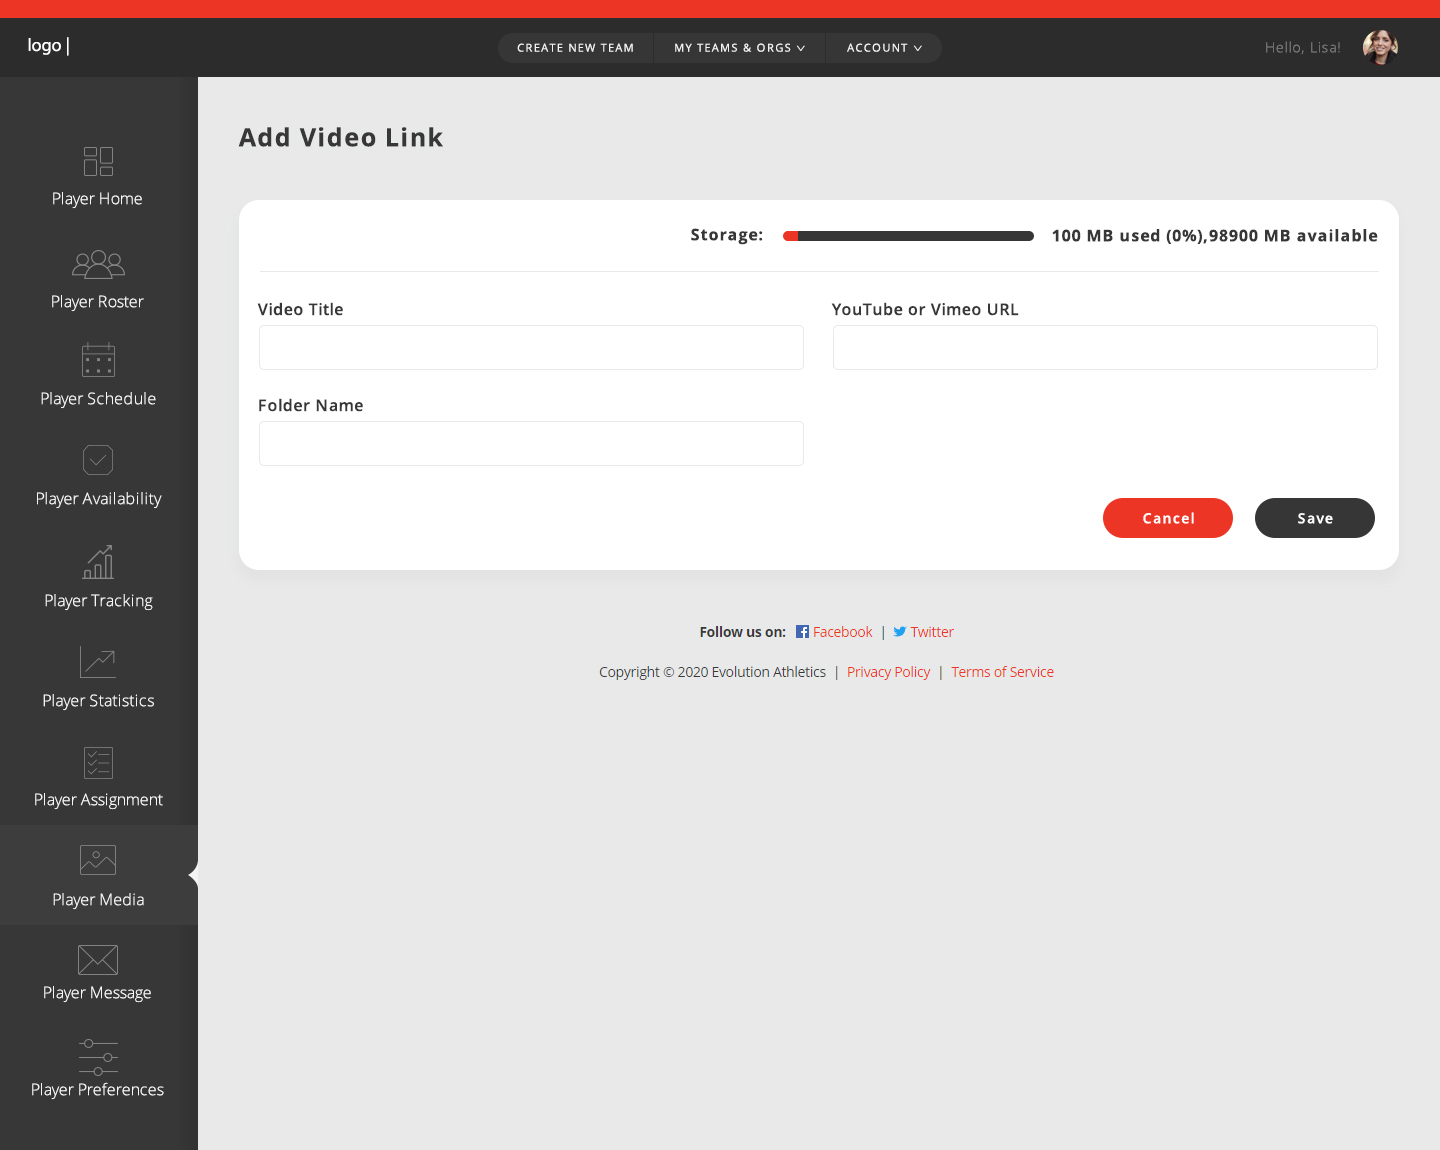 logo |
CREATE NEW TEAM
MY TEAMS & ORGS
ACCOUNT
Hello, Lisa!
Player Home
Player Roster
Player Schedule
Player Availability
Player Tracking
Player Statistics
Player Assignment
Player Media
Player Message
Player Preferences
Add Video Link
Storage:
100 MB used (0%),98900 MB available
Video Title
YouTube or Vimeo URL
Folder Name
Cancel
Save
Follow us on: Facebook | Twitter
Copyright © 2020 Evolution Athletics | Privacy Policy | Terms of Service